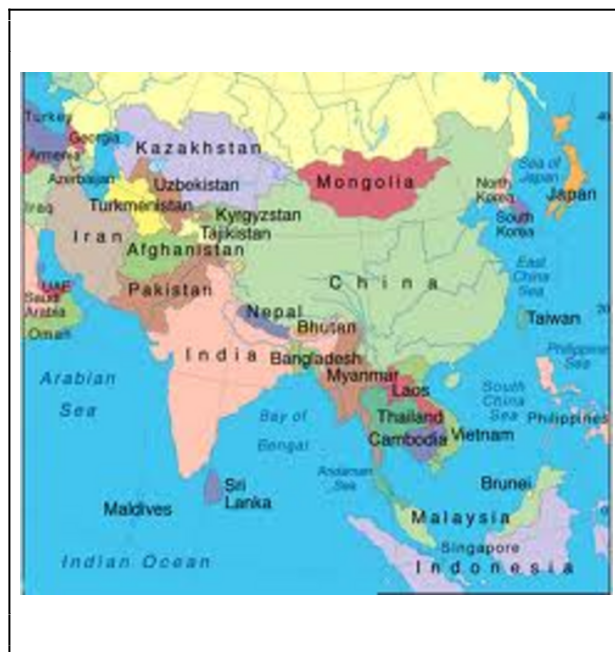 Turkey
Georgia
Armenia
Azerbaijan
Kazakhstan
Uzbekistan
Turkmenistan
Kyrgyzstan
Tajikistan
Mongolia
North
Korea
South
Korea
Sea of
Japan
Japan
Iraq
Iran
Afghanistan
Pakistan
China
East
China
Sea
UAE
Saudi
Arabia
Oman
Nepal
Bhutan
India
Bangladesh
Myanmar
Laos
Taiwan
Philippine
Sea
Arabian
Sea
Bay of
Bengal
Thailand
Cambodia
Vietnam
South
China
Sea
Philippines
Andaman
Sea
Sri
Lanka
Maldives
Brunei
Malaysia
Singapore
Indonesia
Indian Ocean